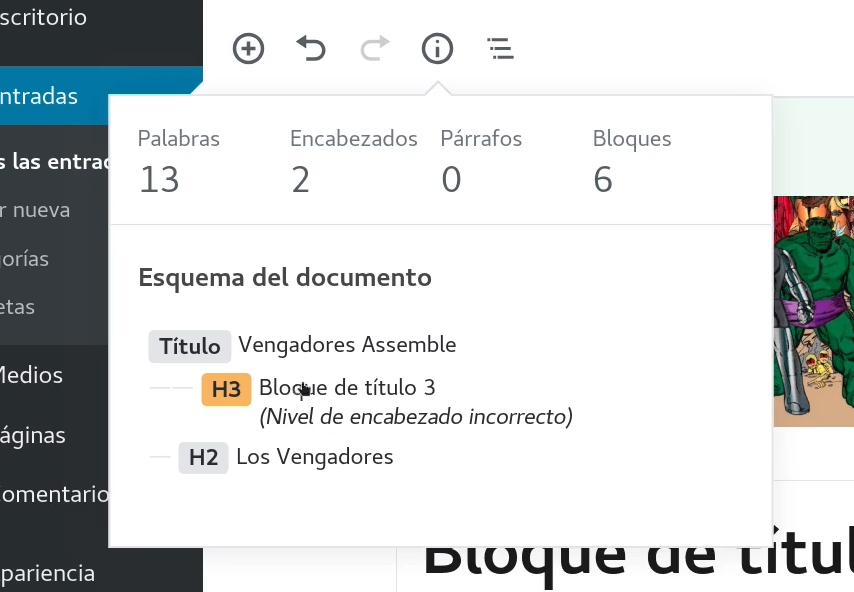 scritorio
ntradas
s las entrad
r nueva
orías
etas
Medios
áginas
omentario
pariencia
Palabras Encabezados Párrafos Bloques
13 2 0 6
Esquema del documento
Título Vengadores Assemble
H3 Bloque de título 3
(Nivel de encabezado incorrecto)
H2 Los Vengadores
Bloque de títul